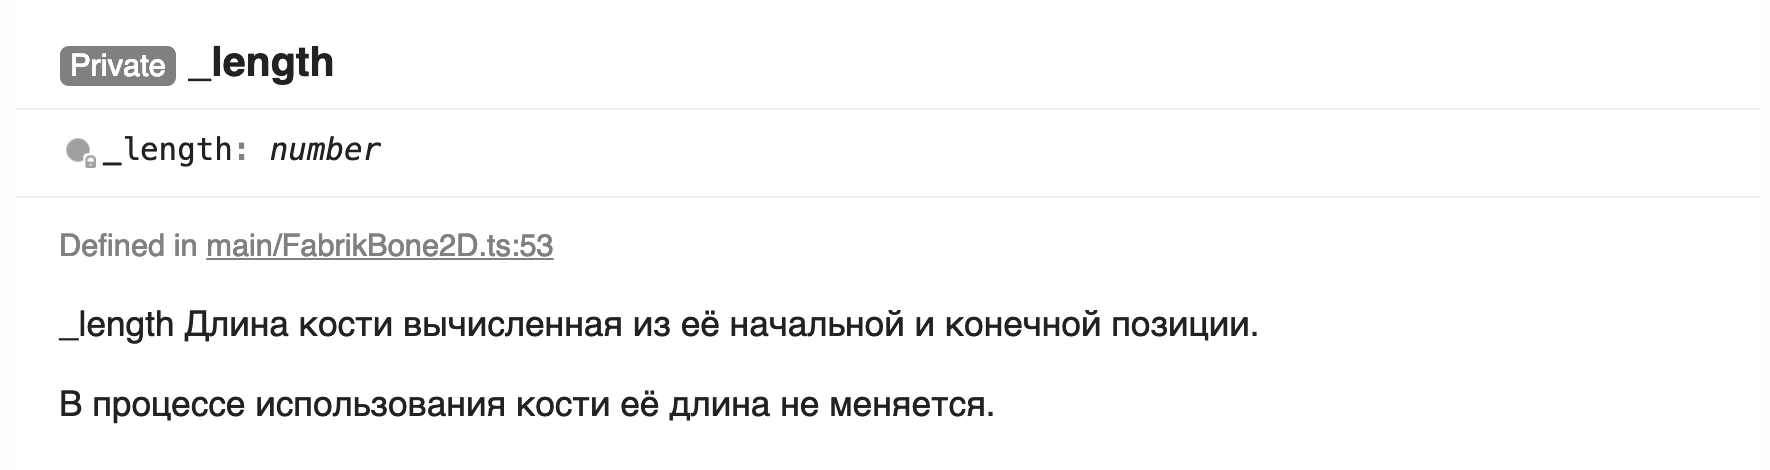 Private _length
_length: number
Defined in main/FabrikBone2D.ts:53
_length Длина кости вычисленная из её начальной и конечной позиции.
В процессе использования кости её длина не меняется.